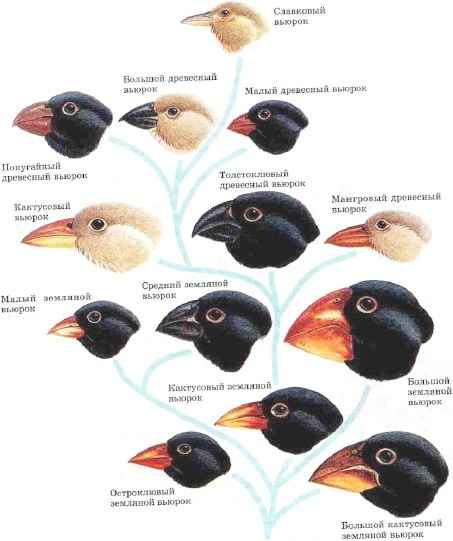 Славковый
вьюрок
Большой древесный
вьюрок
Малый древесный вьюрок
Попугайный
древесный вьюрок
Толстоклювый
древесный вьюрок
Кактусовый
вьюрок
Мангровый древесный
вьюрок
Малый земляной
вьюрок
Средний земляной
вьюрок
Большой
земляной
вьюрок
Кактусовый земляной
вьюрок
Остроклювый
земляной вьюрок
Большой кактусовый
земляной вьюрок